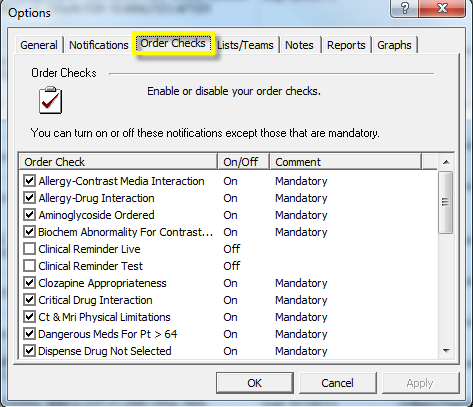 Options
General Notifications Order Checks Lists/Teams Notes Reports Graphs
Order Checks
Enable or disable your order checks.
You can turn on or off these notifications except those that are mandatory.
Order Check On/Off Comment
Allergy-Contrast Media Interaction On Mandatory
Allergy-Drug Interaction On Mandatory
Aminoglycoside Ordered On Mandatory
Biochem Abnormality For Contrast... On Mandatory
Clinical Reminder Live Off
Clinical Reminder Test Off
Clozapine Appropriateness On Mandatory
Critical Drug Interaction On Mandatory
Ct & Mri Physical Limitations On Mandatory
Dangerous Meds For Pt > 64 On Mandatory
Dispense Drug Not Selected On Mandatory
OK Cancel Apply